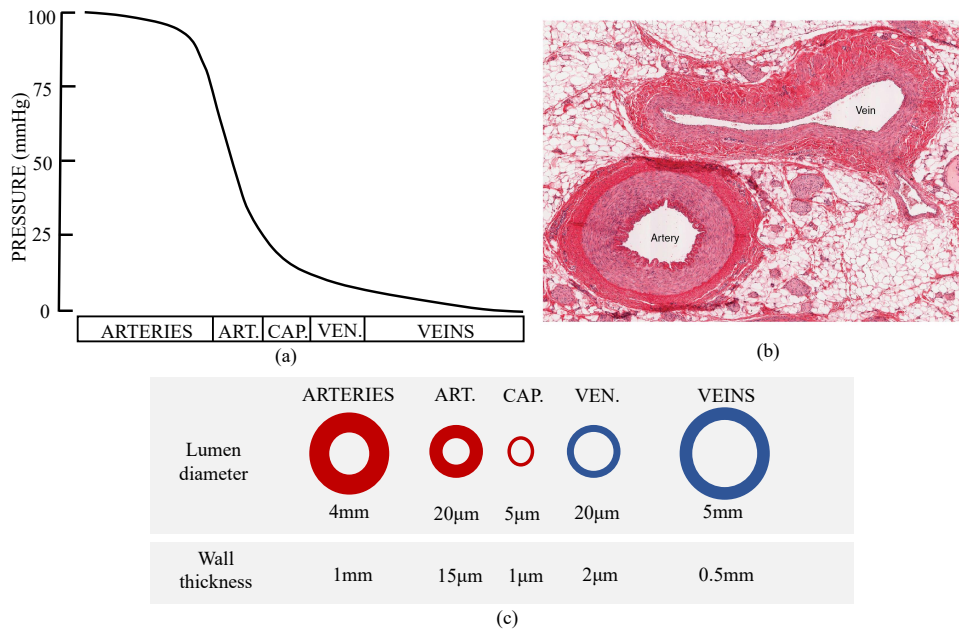 100
75
50
25
0
PRESSURE (mmHg)
ARTERIES ART. CAP. VEN. VEINS
(a)
Vein
Artery
(b)
ARTERIES ART. CAP. VEN. VEINS
Lumen
diameter
4mm 20μm 5μm 20μm 5mm
Wall
thickness
1mm 15μm 1μm 2μm 0.5mm
(c)